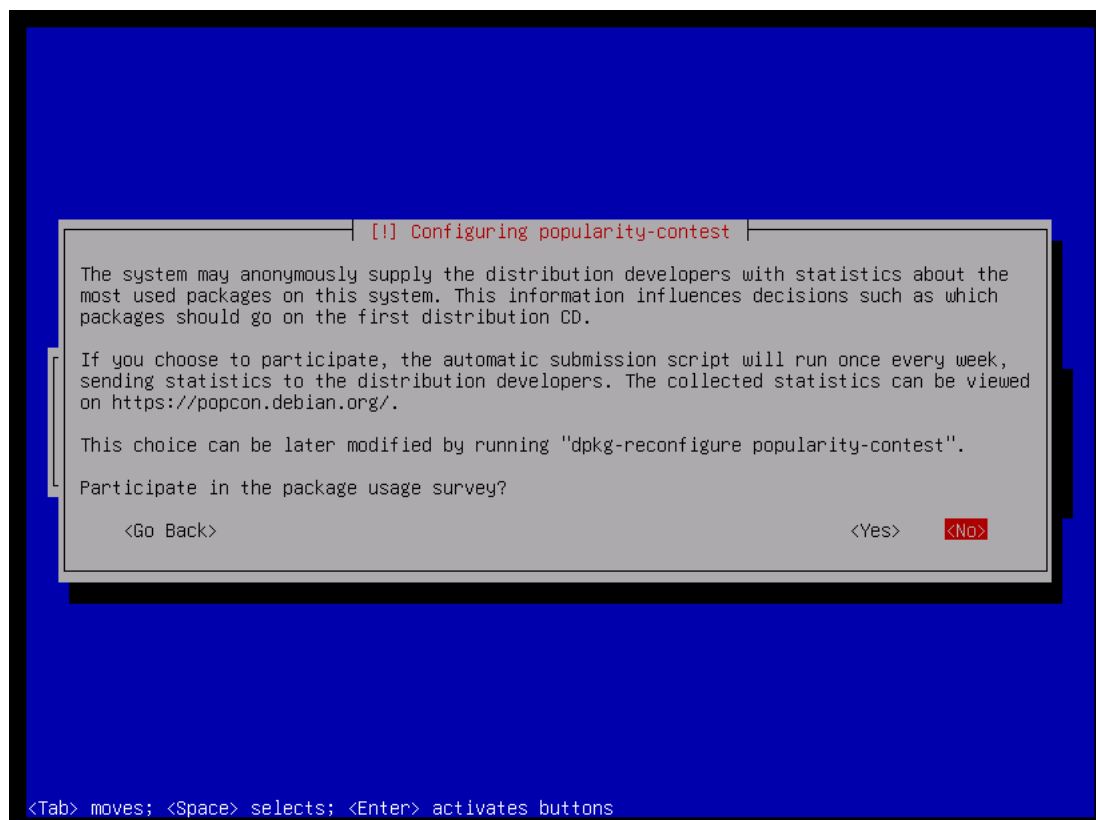 [!] Configuring popularity-contest
The system may anonymously supply the distribution developers with statistics about the
most used packages on this system. This information influences decisions such as which
packages should go on the first distribution CD.
If you choose to participate, the automatic submission script will run once every week,
sending statistics to the distribution developers. The collected statistics can be viewed
on https://popcon.debian.org/.
This choice can be later modified by running "dpkg-reconfigure popularity-contest".
Participate in the package usage survey?
<Go Back> <Yes> <No>
<Tab> moves; <Space> selects; <Enter> activates buttons